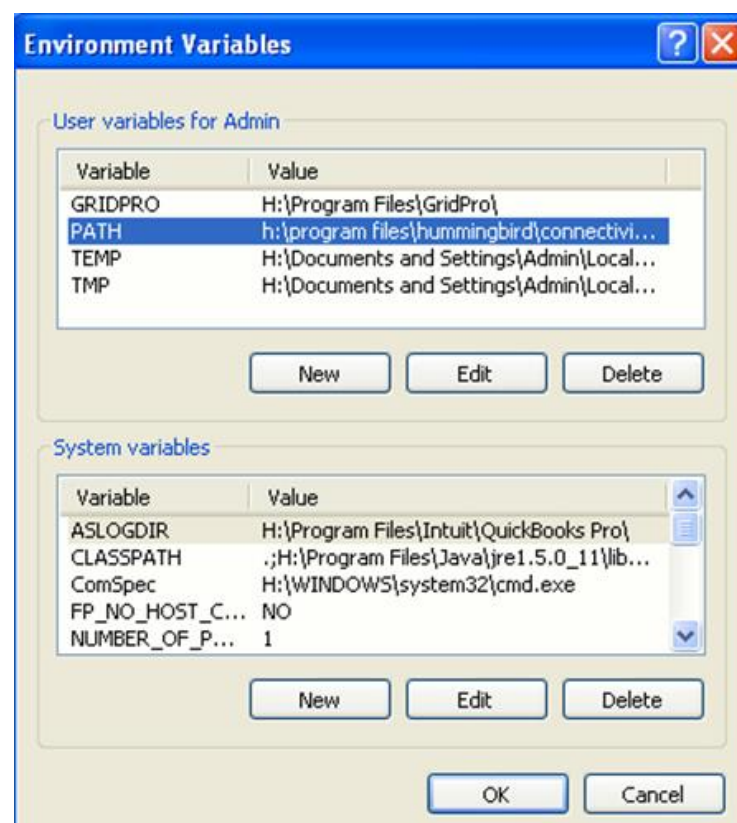 Environment Variables
User variables for Admin
Variable Value
GRIDPRO H:\Program Files\GridPro\
PATH h:\program files\hummingbird\connectivi...
TEMP H:\Documents and Settings\Admin\Local...
TMP H:\Documents and Settings\Admin\Local...
New Edit Delete
System variables
Variable Value
ASLOGDIR H:\Program Files\Intuit\QuickBooks Pro\
CLASSPATH .;H:\Program Files\Java\jre1.5.0_11\lib...
ComSpec H:\WINDOWS\system32\cmd.exe
FP_NO_HOST_C... NO
NUMBER_OF_P... 1
New Edit Delete
OK Cancel